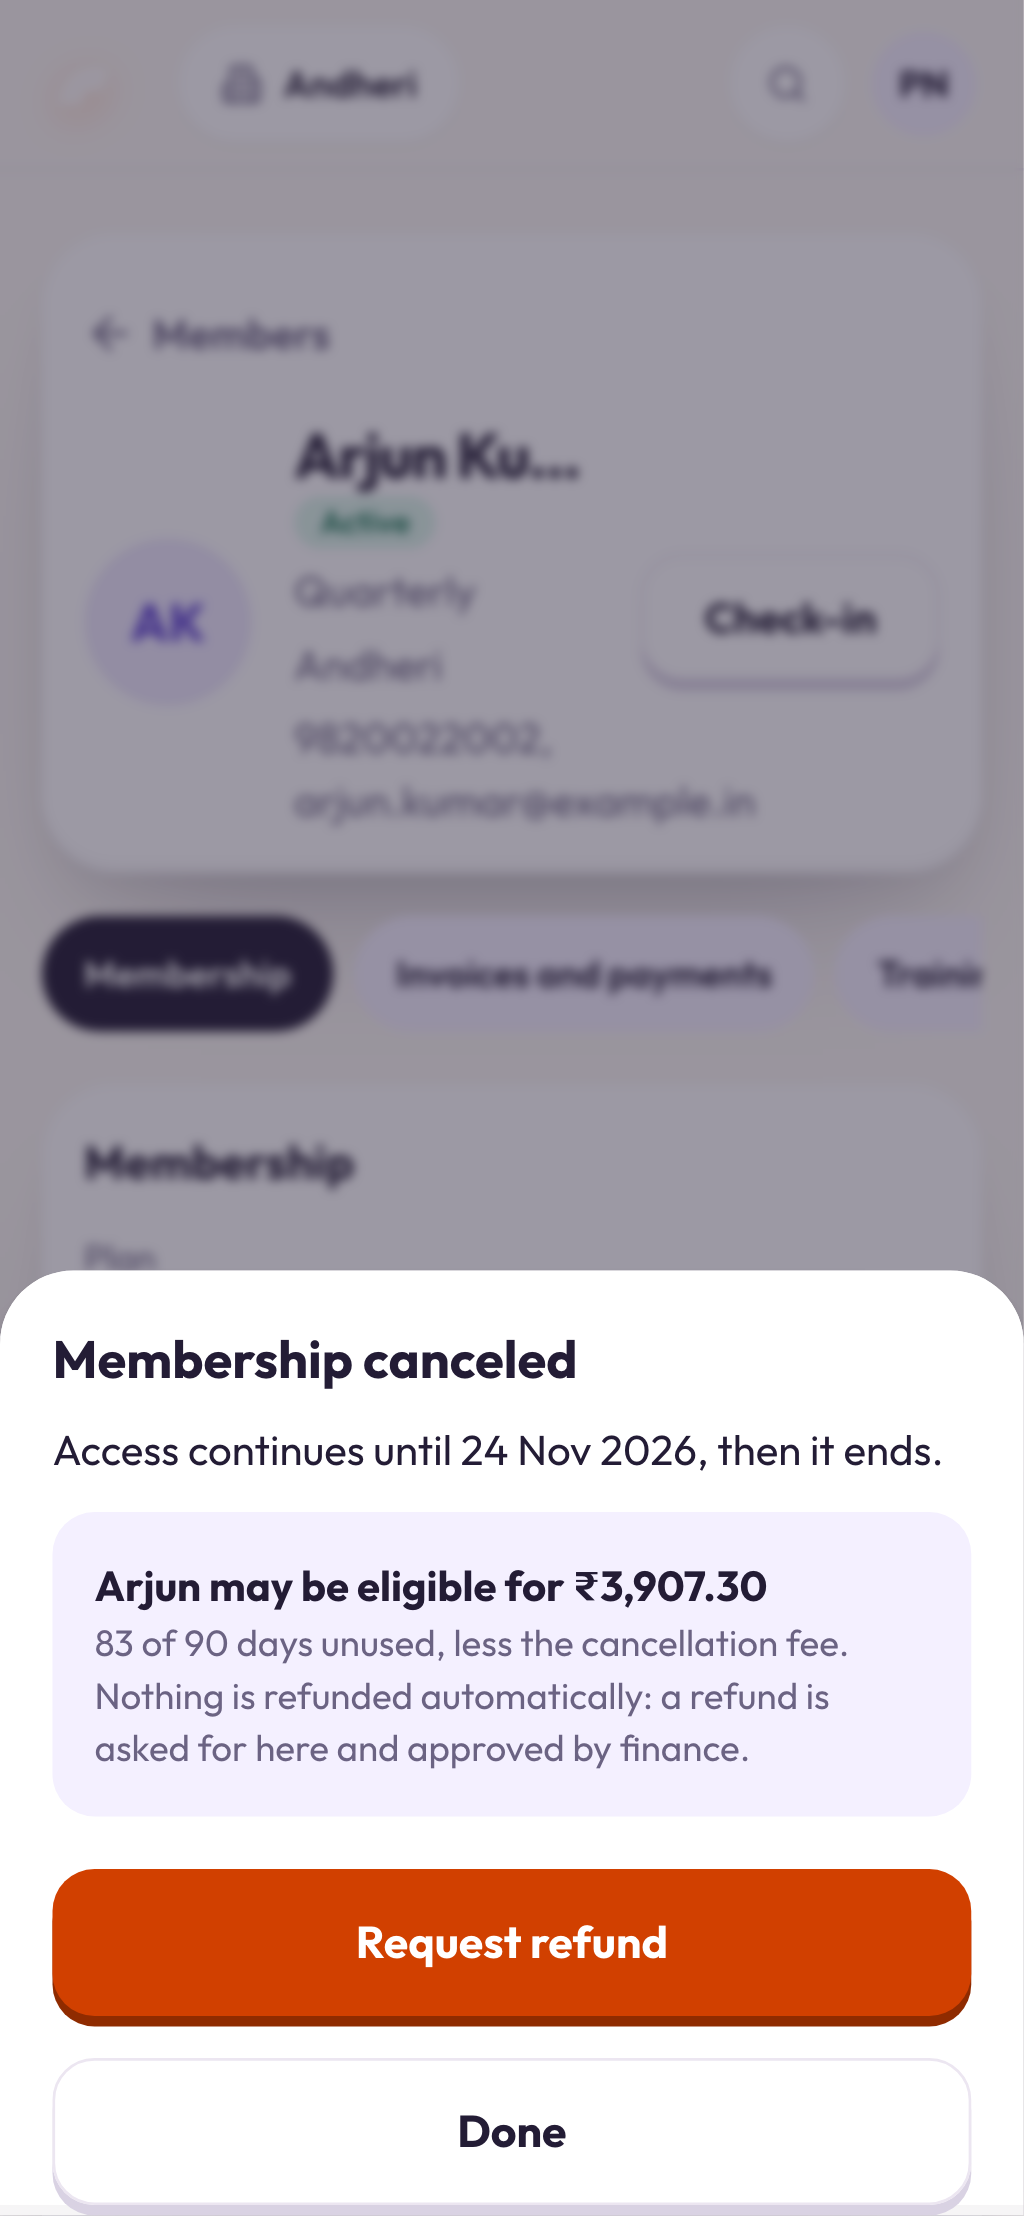 Andheri
PN
Members
Arjun Ku...
Active
AK
Quarterly
Check-in
Andheri
9820022002,
arjun.kumar@example.in
Membership
Invoices and payments
Trainin
Membership
Plan
Membership canceled
Access continues until 24 Nov 2026, then it ends.
Arjun may be eligible for ₹3,907.30
83 of 90 days unused, less the cancellation fee.
Nothing is refunded automatically: a refund is
asked for here and approved by finance.
Request refund
Done